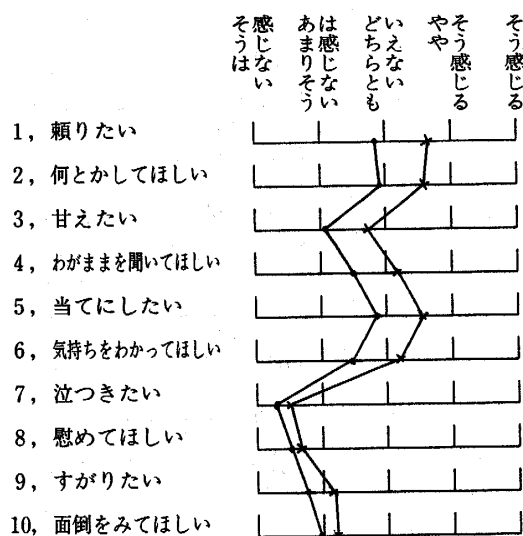 そうは
感じない
あまりそう
は感じない
どちらとも
いえない
やや
そう感じる
そう感じる
1，頼りたい
2，何とかしてほしい
3，甘えたい
4，わがままを聞いてほしい
5，当てにしたい
6，気持ちをわかってほしい
7，泣つきたい
8，慰めてほしい
9，すがりたい
10，面倒をみてほしい